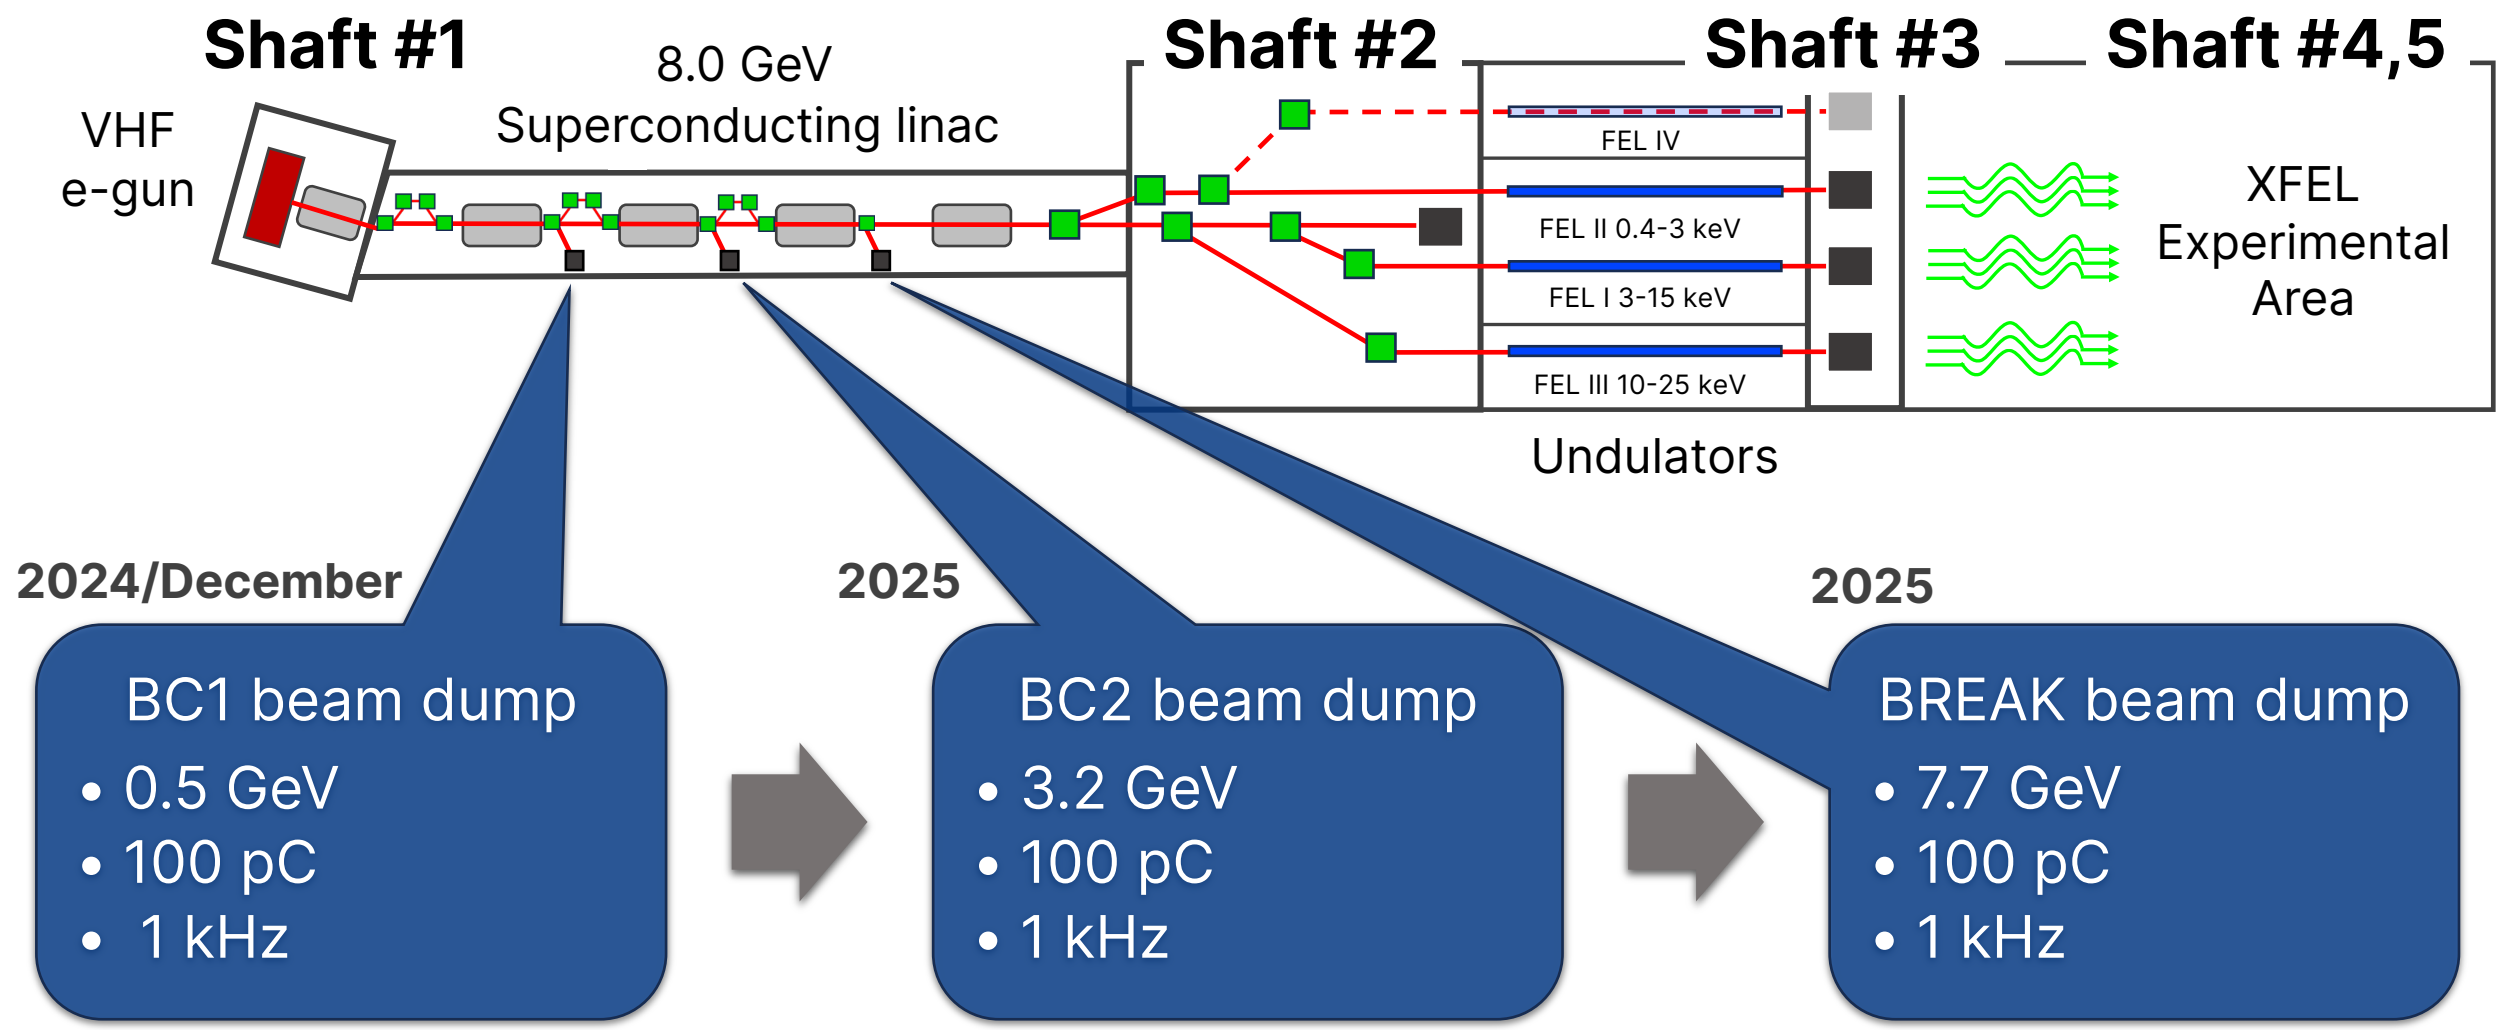 Shaft #1
Shaft #2
Shaft #3
Shaft #4,5
8.0 GeV
Superconducting linac
VHF
e-gun
FEL IV
FEL II 0.4-3 keV
FEL I 3-15 keV
FEL III 10-25 keV
XFEL
Experimental
Area
Undulators
2024/December
BC1 beam dump
• 0.5 GeV
• 100 pC
• 1 kHz
2025
BC2 beam dump
• 3.2 GeV
• 100 pC
• 1 kHz
2025
BREAK beam dump
• 7.7 GeV
• 100 pC
• 1 kHz